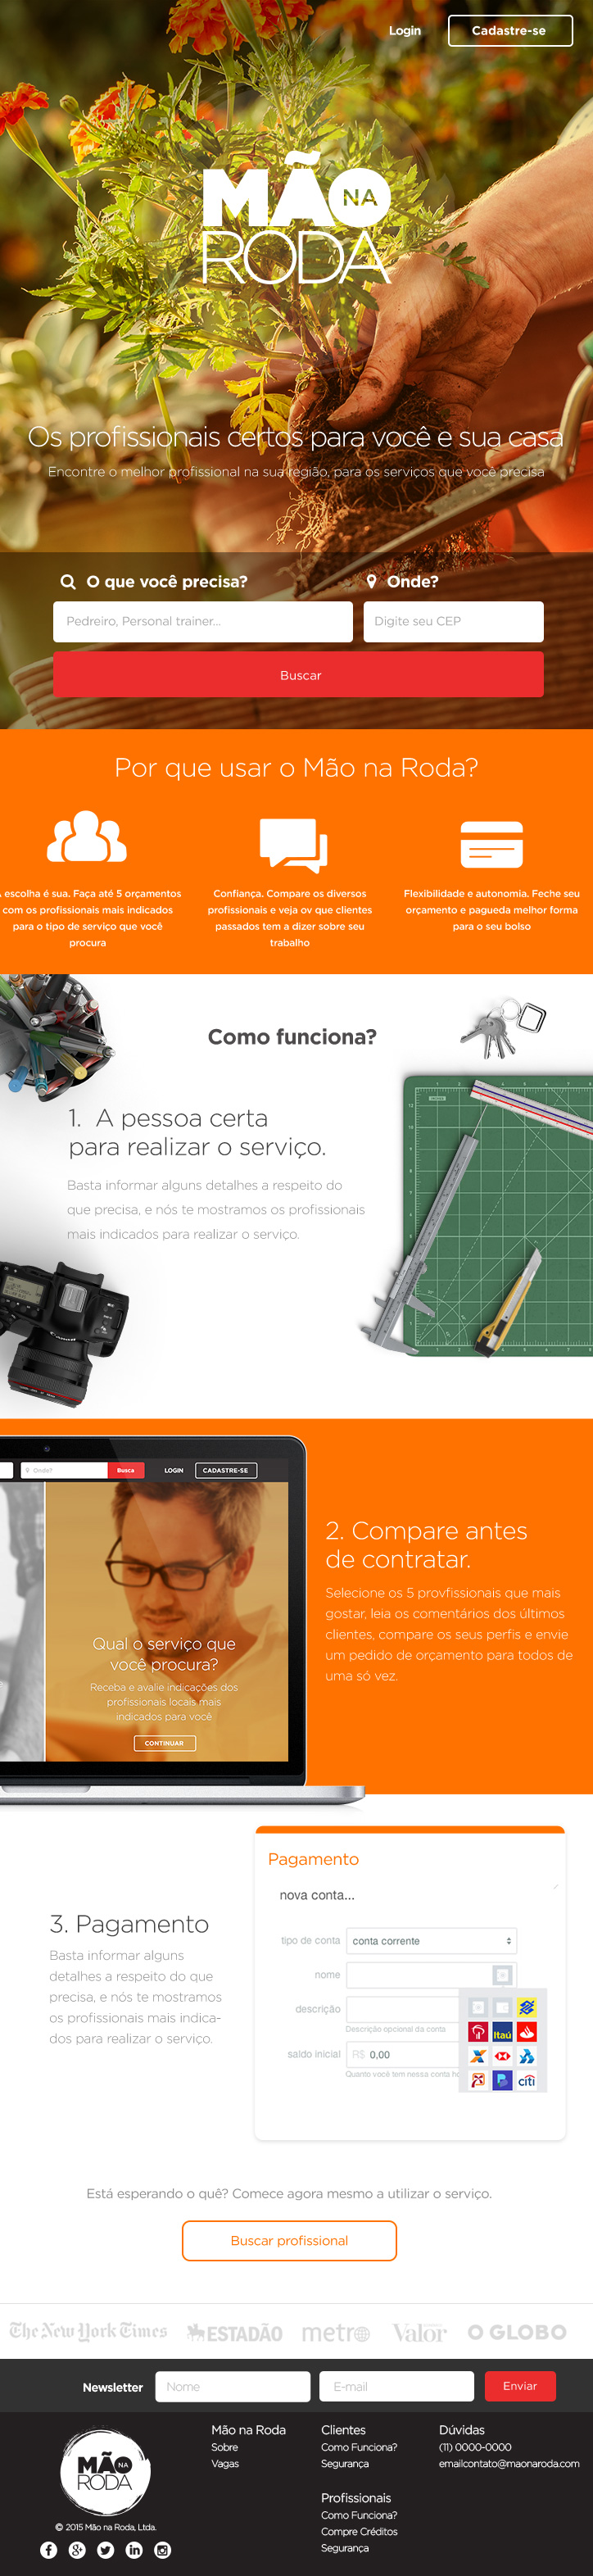 Login
Cadastre-se
MÃO NA
RODA
Os profissionais certos para você e sua casa
Encontre o melhor profissional na sua região, para os serviços que você precisa
O que você precisa?
Onde?
Pedreiro, Personal trainer...
Digite seu CEP
Buscar
Por que usar o Mão na Roda?
escolha é sua. Faça até 5 orçamentos
com os profissionais mais indicados
para o tipo de serviço que você
procura
Confiança. Compare os diversos
profissionais e veja ov que clientes
passados tem a dizer sobre seu
trabalho
Flexibilidade e autonomia. Feche seu
orçamento e pagueda melhor forma
para o seu bolso
Como funciona?
1. A pessoa certa
para realizar o serviço.
Basta informar alguns detalhes a respeito do
que precisa, e nós te mostramos os profissionais
mais indicados para realizar o serviço.
Onde?
Busca
LOGIN
CADASTRE-SE
Qual o serviço que
você procura?
Receba e avalie indicações dos
profissionais locais mais
indicados para você
CONTINUAR
2. Compare antes
de contratar.
Selecione os 5 provfissionais que mais
gostar, leia os comentários dos últimos
clientes, compare os seus perfis e envie
um pedido de orçamento para todos de
uma só vez.
3. Pagamento
Basta informar alguns
detalhes a respeito do que
precisa, e nós te mostramos
os profissionais mais indica-
dos para realizar o serviço.
Pagamento
nova conta...
tipo de conta
conta corrente
nome
descrição
Descrição opcional da conta
saldo inicial
R$ 0,00
Quanto você tem nessa conta
Itaú
citi
Está esperando o quê? Comece agora mesmo a utilizar o serviço.
Buscar profissional
The New York Times
ESTADÃO
metro
Valor
O GLOBO
Newsletter
Nome
E-mail
Enviar
MÃO NA
RODA
© 2015 Mão na Roda, Ltda.
Mão na Roda
Sobre
Vagas
Clientes
Como Funciona?
Segurança
Profissionais
Como Funciona?
Compre Créditos
Segurança
Dúvidas
(11) 0000-0000
emailcontato@maonaroda.com